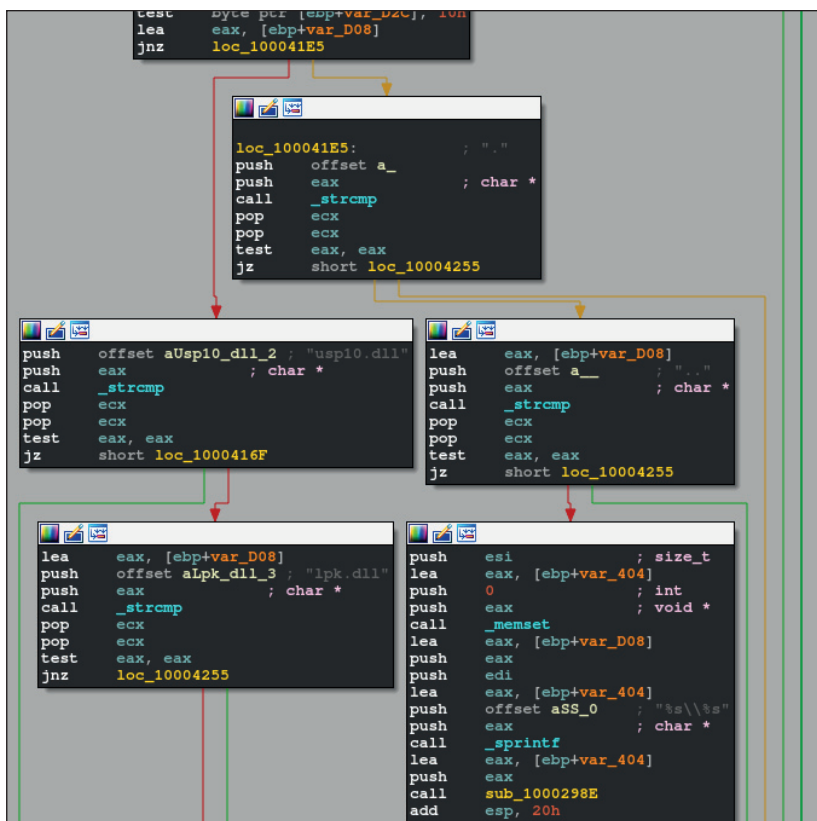 test byte ptr [ebp+var_D2C], 10h
lea eax, [ebp+var_D08]
jnz loc_100041E5
loc_100041E5: ; "."
push offset a_
push eax ; char *
call _strcmp
pop ecx
pop ecx
test eax, eax
jz short loc_10004255
push offset aUsp10_dll_2 ; "usp10.dll"
push eax ; char *
call _strcmp
pop ecx
pop ecx
test eax, eax
jz short loc_1000416F
lea eax, [ebp+var_D08]
push offset a__ ; ".."
push eax ; char *
call _strcmp
pop ecx
pop ecx
test eax, eax
jz short loc_10004255
lea eax, [ebp+var_D08]
push offset aLpk_dll_3 ; "lpk.dll"
push eax ; char *
call _strcmp
pop ecx
pop ecx
test eax, eax
jnz loc_10004255
push esi ; size_t
lea eax, [ebp+var_404]
push 0 ; int
push eax ; void *
call _memset
lea eax, [ebp+var_D08]
push eax
push edi
lea eax, [ebp+var_404]
push offset aSS_0 ; "%s\\%s"
push eax ; char *
call _sprintf
lea eax, [ebp+var_404]
push eax
call sub_1000298E
add esp, 20h